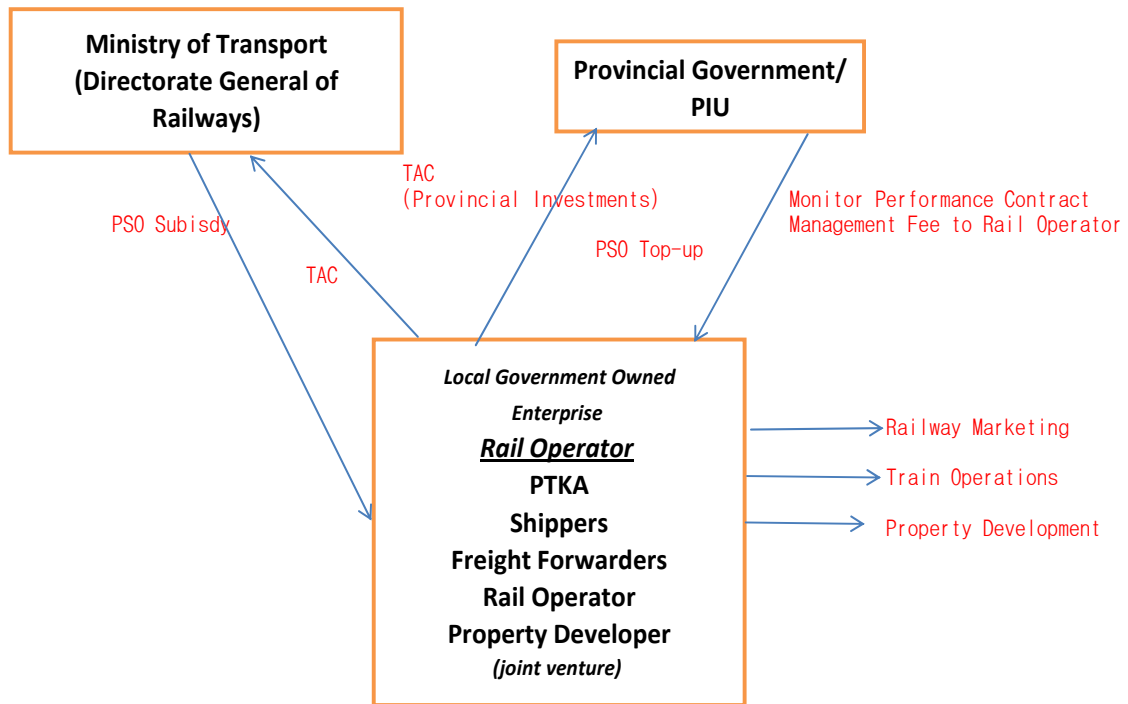 Ministry of Transport
(Directorate General of
Railways)
Provincial Government/
PIU
TAC
(Provincial Investments)
Monitor Performance Contract
Management Fee to Rail Operator
PSO Subisdy
PSO Top-up
TAC
Local Government Owned
Enterprise
Rail Operator
PTKA
Shippers
Freight Forwarders
Rail Operator
Property Developer
(joint venture)
Railway Marketing
Train Operations
Property Development